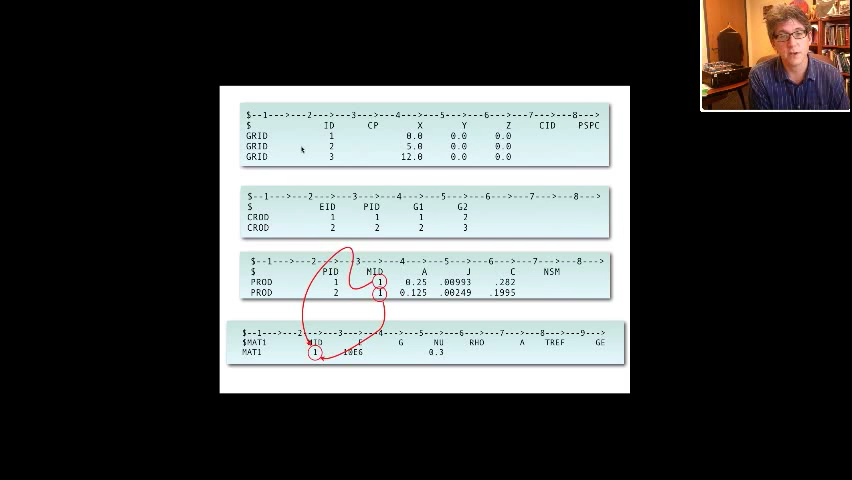 $--1--->---2--->---3--->---4--->---5--->---6--->---7--->---8--->
$ ID CP X Y Z CID PSPC
GRID 1 0.0 0.0 0.0
GRID 2 5.0 0.0 0.0
GRID 3 12.0 0.0 0.0
$--1--->---2--->---3--->---4--->---5--->---6--->---7--->---8--->
$ EID PID G1 G2
CROD 1 1 1 2
CROD 2 2 2 3
$--1--->---2--->---3--->---4--->---5--->---6--->---7--->---8--->
$ PID MID A J C NSM
PROD 1 1 0.25 .00993 .282
PROD 2 1 0.125 .00249 .1995
$--1--->---2--->---3--->---4--->---5--->---6--->---7--->---8--->---9--->
$MAT1 MID E G NU RHO A TREF GE
MAT1 1 10E6 0.3